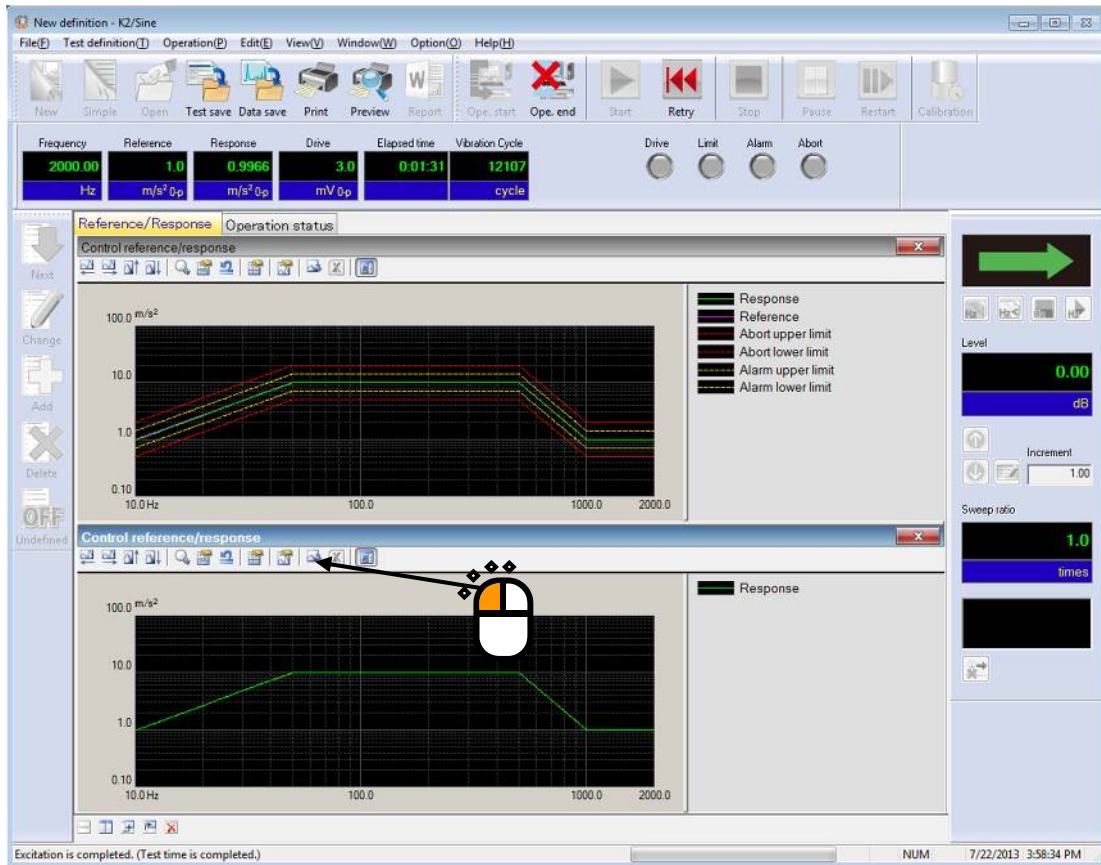 New definition - K2/Sine
File(F) Test definition(T) Operation(P) Edit(E) View(V) Window(W) Option(O) Help(H)
New Simple Open Test save Data save Print Preview Report Ope. start Ope. end Start Retry Stop Pause Restart Calibration
Frequency Reference Response Drive Elapsed time Vibration Cycle Drive Limit Alarm Abort
2000.00 1.0 0.9966 3.0 0:01:31 12107
Hz m/s² 0-p m/s² 0-p mV 0-p cycle
Reference/Response Operation status
Control reference/response
Next
Change
Add
Delete
OFF
Undefined
100.0 m/s²
10.0
1.0
0.10
10.0 Hz 100.0 1000.0 2000.0
Response
Reference
Abort upper limit
Abort lower limit
Alarm upper limit
Alarm lower limit
Control reference/response
100.0 m/s²
10.0
1.0
0.10
10.0 Hz 100.0 1000.0 2000.0
Response
Level
0.00
dB
Increment
1.00
Sweep ratio
1.0
times
Excitation is completed. (Test time is completed.) NUM 7/22/2013 3:58:34 PM